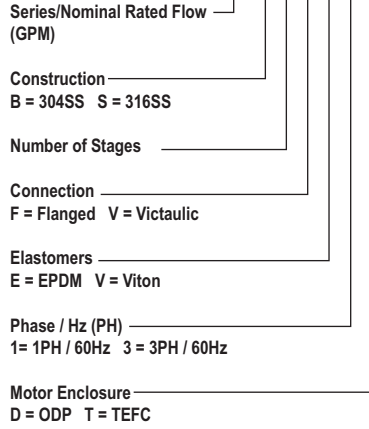 Series/Nominal Rated Flow
(GPM)
Construction
B = 304SS S = 316SS
Number of Stages
Connection
F = Flanged V = Victaulic
Elastomers
E = EPDM V = Viton
Phase / Hz (PH)
1= 1PH / 60Hz 3 = 3PH / 60Hz
Motor Enclosure
D = ODP T = TEFC